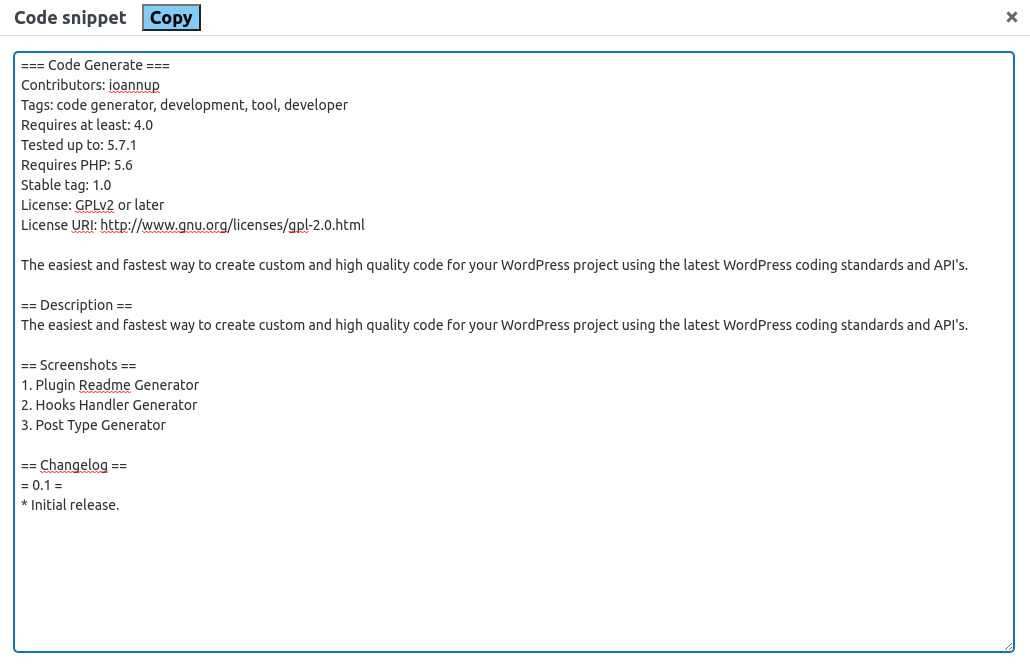 Code snippet Copy ×
=== Code Generate ===
Contributors: ioannup
Tags: code generator, development, tool, developer
Requires at least: 4.0
Tested up to: 5.7.1
Requires PHP: 5.6
Stable tag: 1.0
License: GPLv2 or later
License URI: http://www.gnu.org/licenses/gpl-2.0.html
The easiest and fastest way to create custom and high quality code for your WordPress project using the latest WordPress coding standards and API's.
== Description ==
The easiest and fastest way to create custom and high quality code for your WordPress project using the latest WordPress coding standards and API's.
== Screenshots ==
1. Plugin Readme Generator
2. Hooks Handler Generator
3. Post Type Generator
== Changelog ==
= 0.1 =
* Initial release.